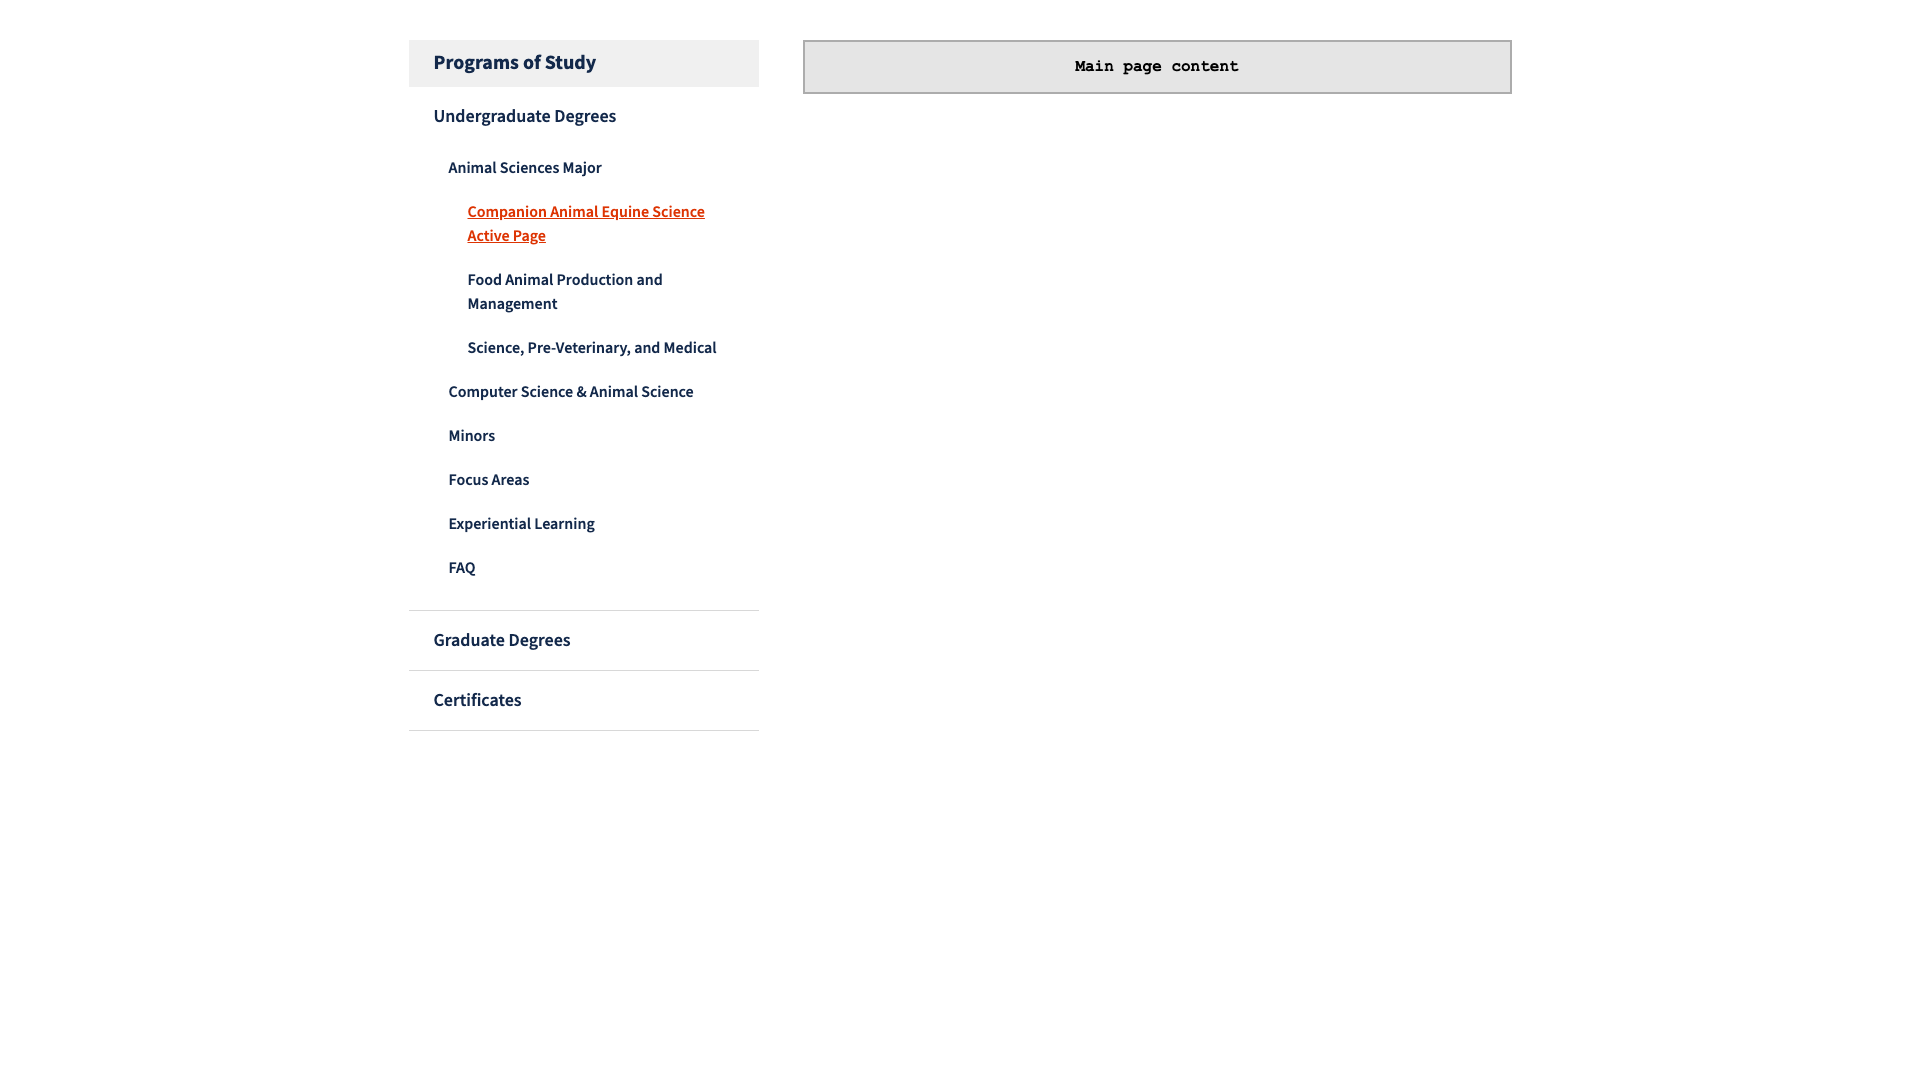 Programs of Study
Undergraduate Degrees
Animal Sciences Major
Companion Animal Equine Science
Active Page
Food Animal Production and
Management
Science, Pre-Veterinary, and Medical
Computer Science & Animal Science
Minors
Focus Areas
Experiential Learning
FAQ
Graduate Degrees
Certificates
Main page content